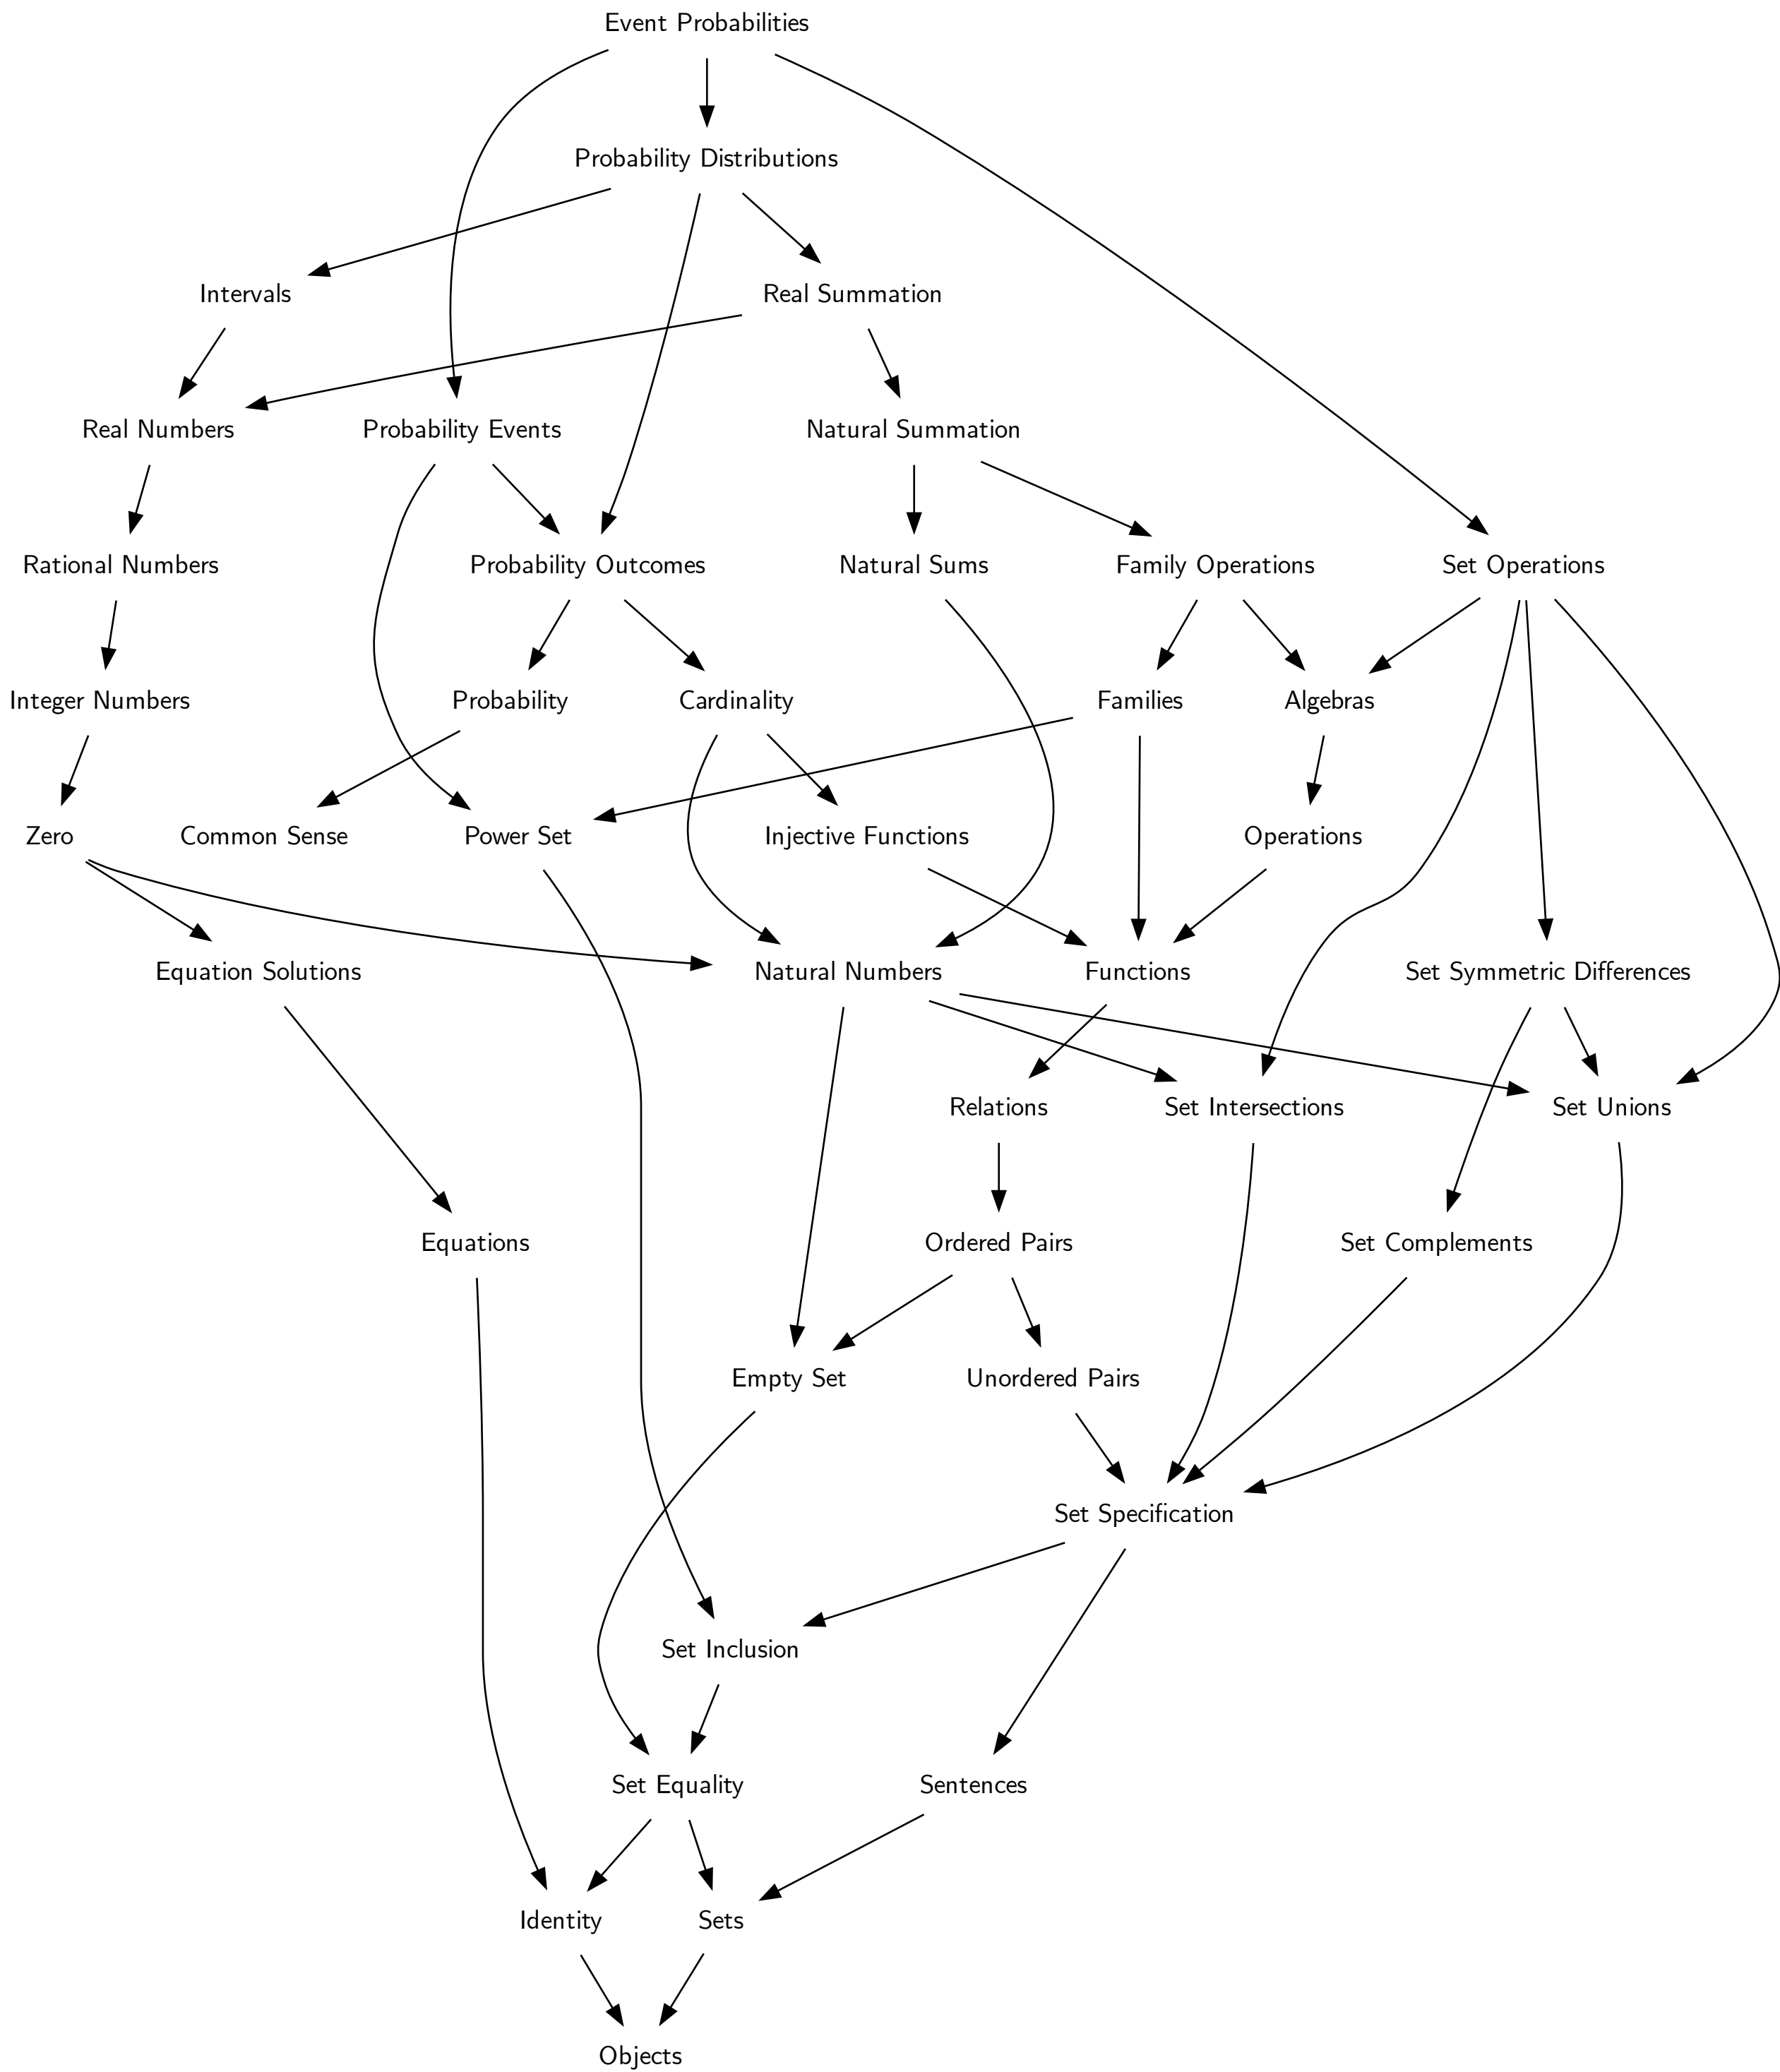 Event Probabilities
Probability Distributions
Intervals
Real Summation
Real Numbers
Probability Events
Natural Summation
Rational Numbers
Probability Outcomes
Natural Sums
Family Operations
Set Operations
Integer Numbers
Probability
Cardinality
Families
Algebras
Zero
Common Sense
Power Set
Injective Functions
Operations
Equation Solutions
Natural Numbers
Functions
Set Symmetric Differences
Relations
Set Intersections
Set Unions
Equations
Ordered Pairs
Set Complements
Empty Set
Unordered Pairs
Set Specification
Set Inclusion
Set Equality
Sentences
Identity
Sets
Objects